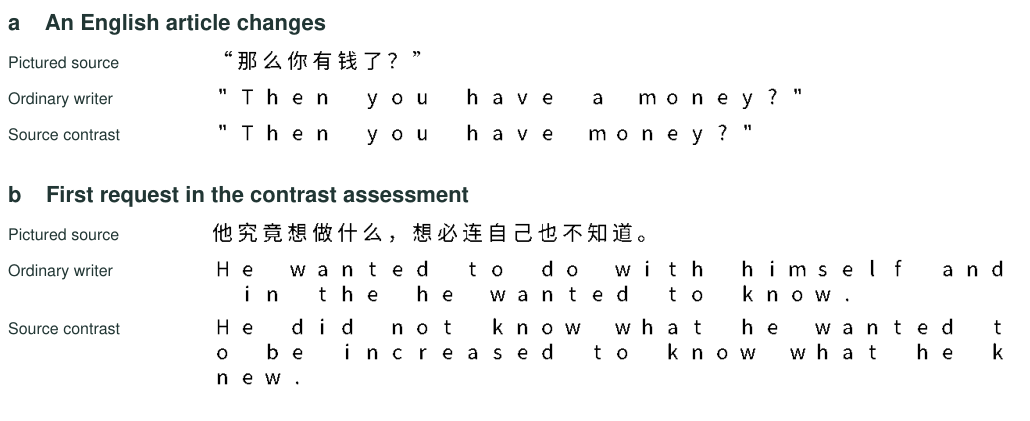 a An English article changes
Pictured source “那么你有钱了？”
Ordinary writer "Then you have a money?"
Source contrast "Then you have money?"
b First request in the contrast assessment
Pictured source 他究竟想做什么，想必连自己也不知道。
Ordinary writer He wanted to do with himself and
in the he wanted to know.
Source contrast He did not know what he wanted t
o be increased to know what he k
new.